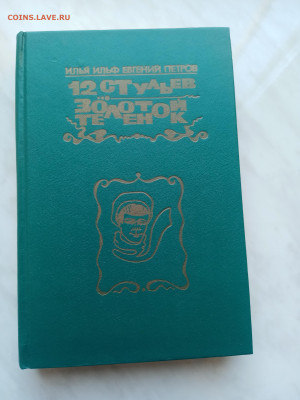 COINS.LAVE.RU
ИЛЬЯ ИЛЬФ ЕВГЕНИЙ ПЕТРОВ
12 СТУЛЬЕВ
ЗОЛОТОЙ
ТЕЛЕНОК